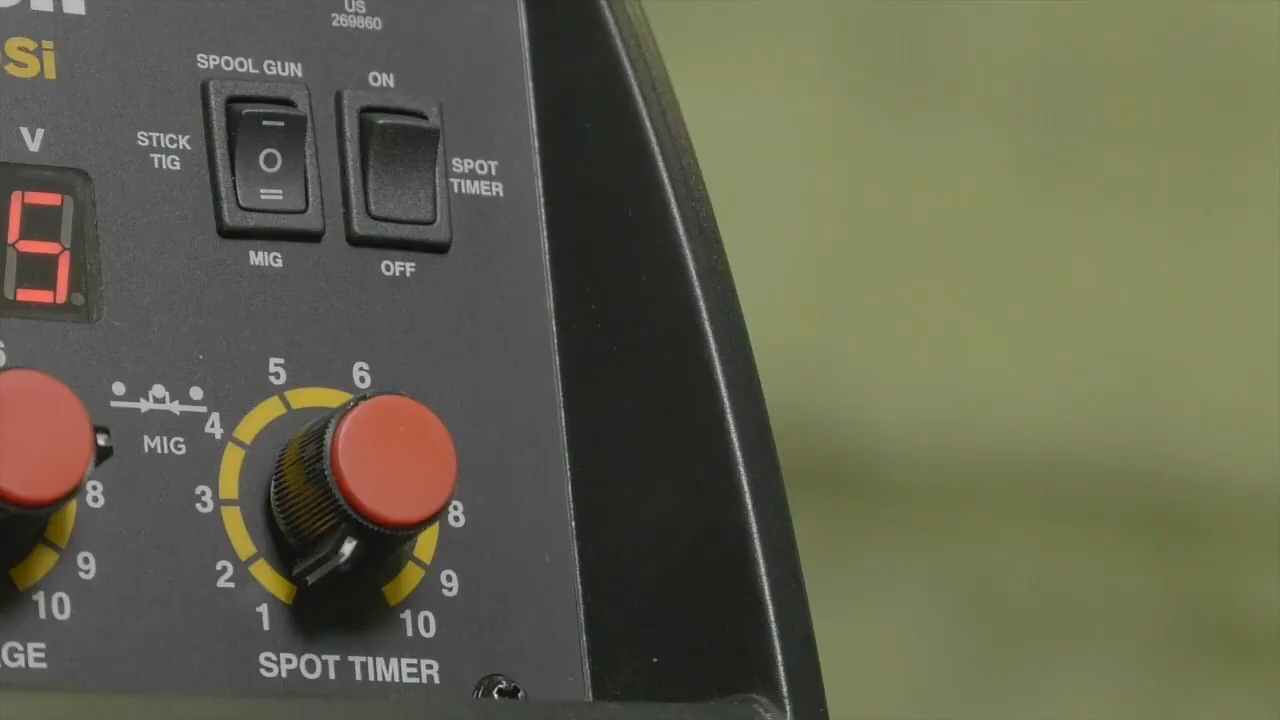 US
269860
Si
SPOOL GUN
ON
V
STICK
TIG
SPOT
TIMER
5
MIG
OFF
5
6
4
MIG
3
8
8
2
9
9
1
10
10
SPOT TIMER